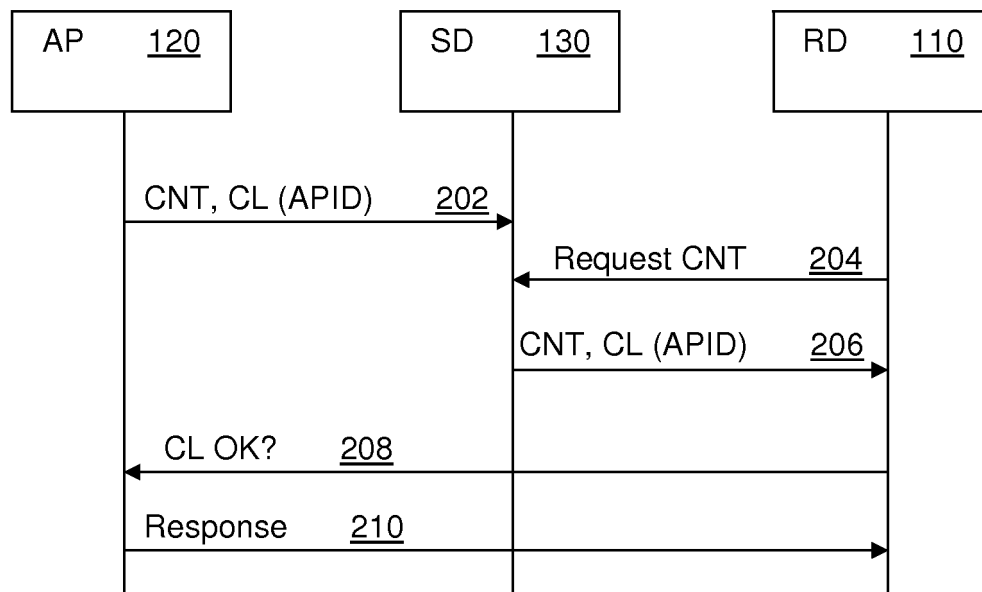 AP 120
SD 130
RD 110
CNT, CL (APID) 202
Request CNT 204
CNT, CL (APID) 206
CL OK? 208
Response 210